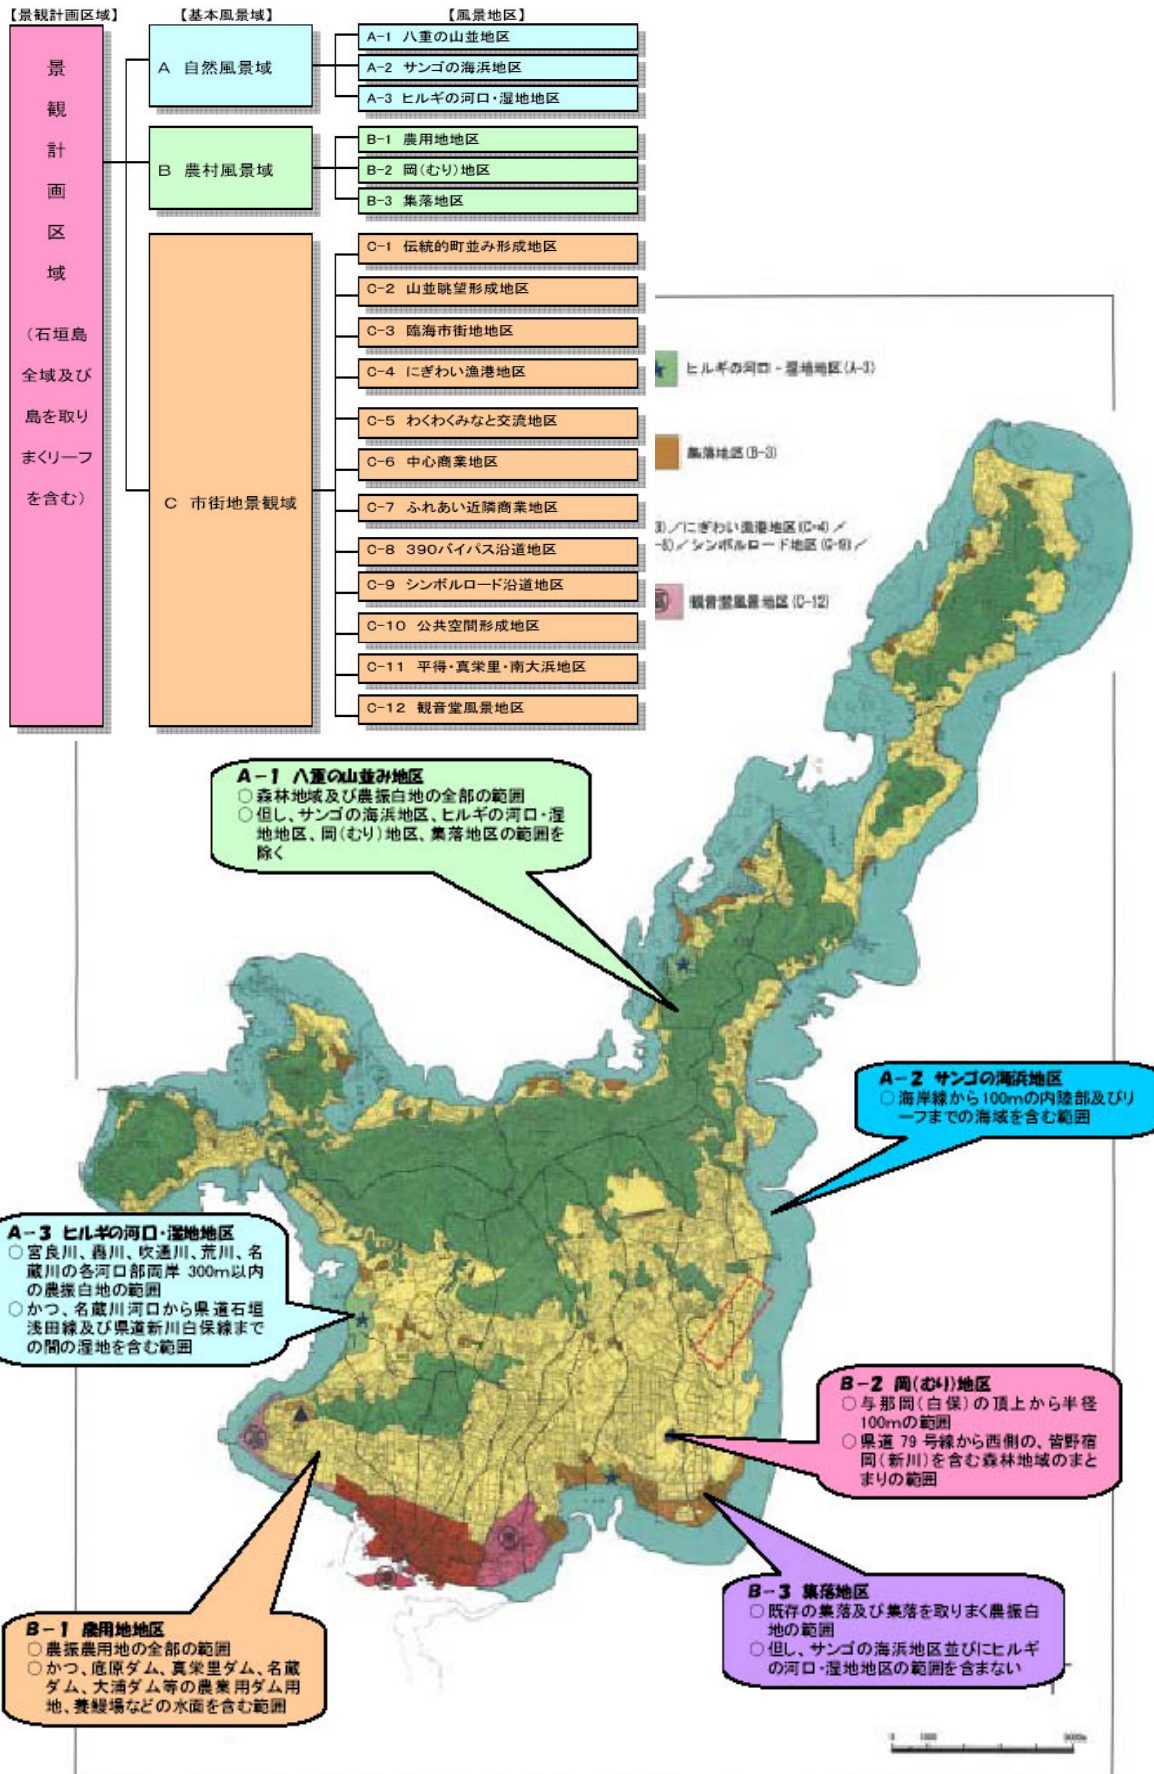 【景観計画区域】
【基本風景域】
【風景地区】
景
観
計
画
区
域
（石垣島
全域及び
島を取り
まくリーフ
を含む）
A 自然風景域
B 農村風景域
C 市街地景観域
A-1 八重の山並地区
A-2 サンゴの海浜地区
A-3 ヒルギの河口・湿地地区
B-1 農用地地区
B-2 岡(むり)地区
B-3 集落地区
C-1 伝統的町並み形成地区
C-2 山並眺望形成地区
C-3 臨海市街地地区
C-4 にぎわい漁港地区
C-5 わくわくみなと交流地区
C-6 中心商業地区
C-7 ふれあい近隣商業地区
C-8 390バイパス沿道地区
C-9 シンボルロード沿道地区
C-10 公共空間形成地区
C-11 平得・真栄里・南大浜地区
C-12 観音堂風景地区
ヒルギの河口・湿地地区(A-3)
集落地区(B-3)
3)／にぎわい漁港地区(C-4)／
／シンボルロード地区(C-9)／
観音堂風景地区(C-12)
A-1 八重の山並み地区
○森林地域及び農振白地の全部の範囲
○但し、サンゴの海浜地区、ヒルギの河口・湿
地地区、岡(むり)地区、集落地区の範囲を
除く
A-2 サンゴの海浜地区
○海岸線から100mの内陸部及びリ
ーフまでの海域を含む範囲
A-3 ヒルギの河口・湿地地区
○宮良川、轟川、吹通川、荒川、名
蔵川の各河口部両岸 300m以内
の農振白地の範囲
○かつ、名蔵川河口から県道石垣
浅田線及び県道新川白保線まで
の間の湿地を含む範囲
B-2 岡(むり)地区
○与那岡(白保)の頂上から半径
100mの範囲
○県道 79 号線から西側の、皆野宿
岡(新川)を含む森林地域のまと
まりの範囲
B-3 集落地区
○既存の集落及び集落を取りまく農振白
地の範囲
○但し、サンゴの海浜地区並びにヒルギ
の河口・湿地地区の範囲を含まない
B-1 農用地地区
○農振農用地の全部の範囲
○かつ、底原ダム、真栄里ダム、名蔵
ダム、大浦ダム等の農業用ダム用
地、養鰻場などの水面を含む範囲
0